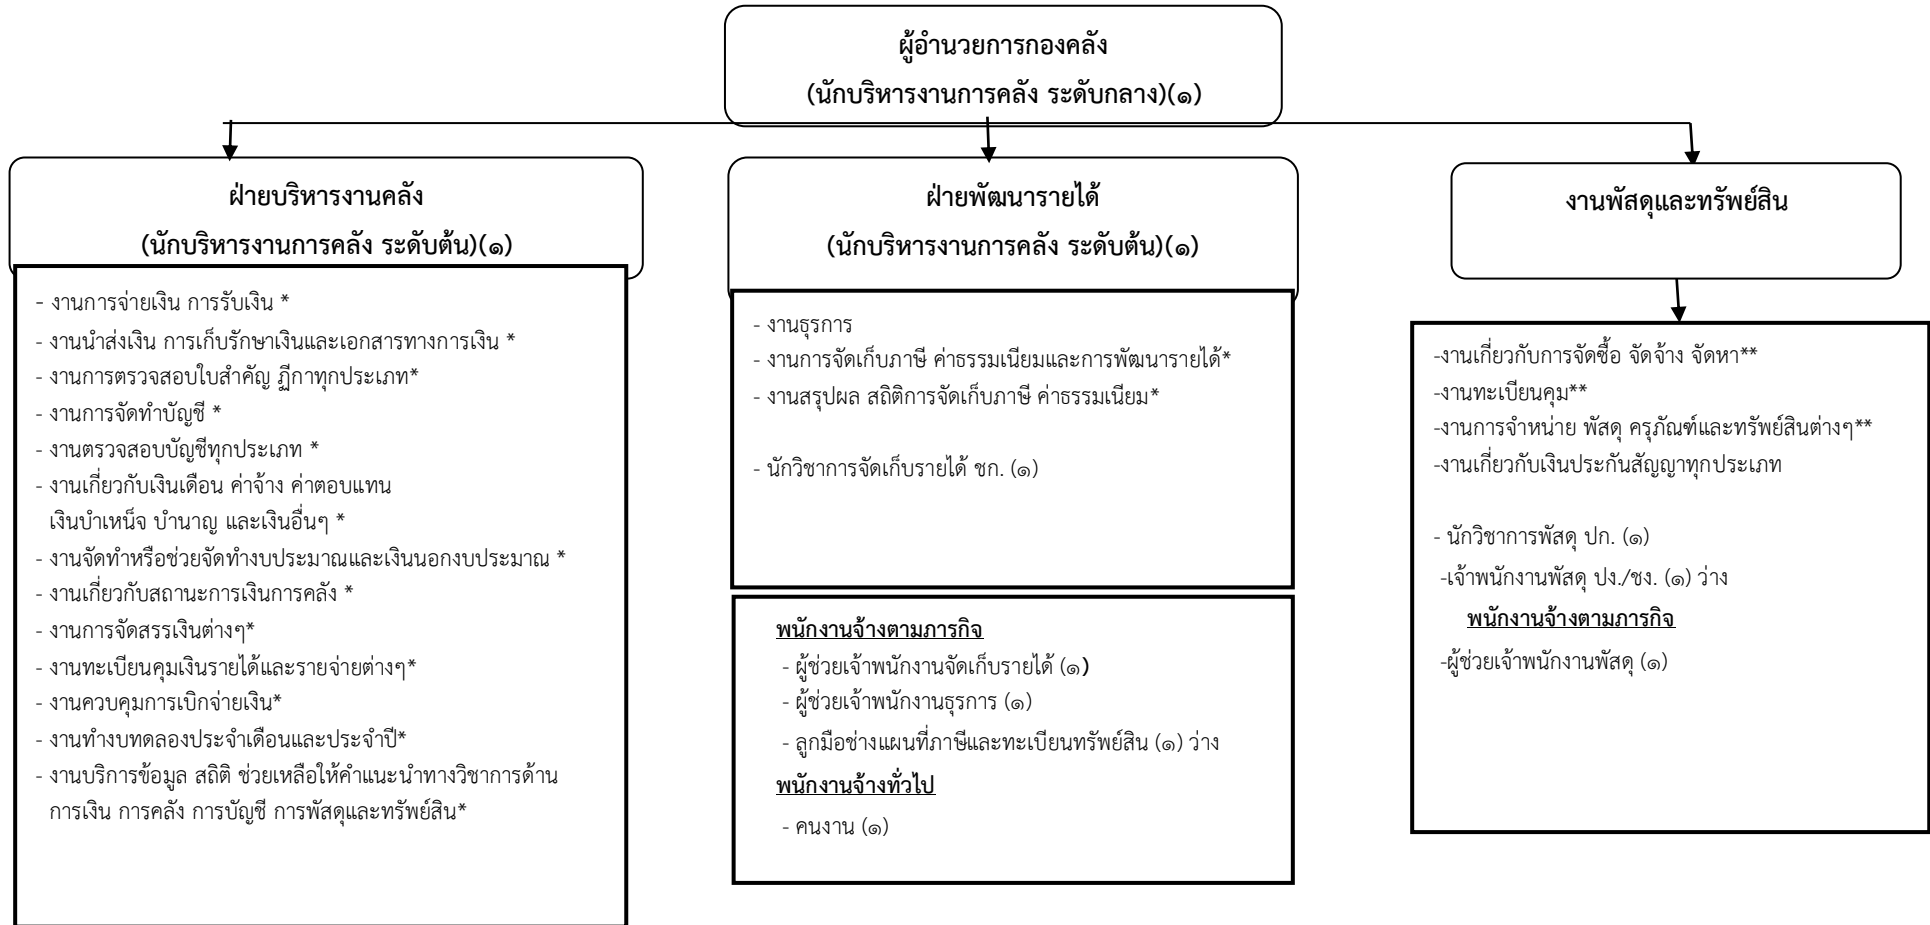 ผู้อำนวยการกองคลัง
(นักบริหารงานการคลัง ระดับกลาง)(๑)
ฝ่ายบริหารงานคลัง
(นักบริหารงานการคลัง ระดับต้น)(๑)
- งานการจ่ายเงิน การรับเงิน *
- งานนำส่งเงิน การเก็บรักษาเงินและเอกสารทางการเงิน *
- งานการตรวจสอบใบสำคัญ ฎีกาทุกประเภท*
- งานการจัดทำบัญชี *
- งานตรวจสอบบัญชีทุกประเภท *
- งานเกี่ยวกับเงินเดือน ค่าจ้าง ค่าตอบแทน
เงินบำเหน็จ บำนาญ และเงินอื่นๆ *
- งานจัดทำหรือช่วยจัดทำงบประมาณและเงินนอกงบประมาณ *
- งานเกี่ยวกับสถานะการเงินการคลัง *
- งานการจัดสรรเงินต่างๆ*
- งานทะเบียนคุมเงินรายได้และรายจ่ายต่างๆ*
- งานควบคุมการเบิกจ่ายเงิน*
- งานทำงบทดลองประจำเดือนและประจำปี*
- งานบริการข้อมูล สถิติ ช่วยเหลือให้คำแนะนำทางวิชาการด้าน
การเงิน การคลัง การบัญชี การพัสดุและทรัพย์สิน*
ฝ่ายพัฒนารายได้
(นักบริหารงานการคลัง ระดับต้น)(๑)
- งานธุรการ
- งานการจัดเก็บภาษี ค่าธรรมเนียมและการพัฒนารายได้*
- งานสรุปผล สถิติการจัดเก็บภาษี ค่าธรรมเนียม*
- นักวิชาการจัดเก็บรายได้ ชก. (๑)
พนักงานจ้างตามภารกิจ
- ผู้ช่วยเจ้าพนักงานจัดเก็บรายได้ (๑)
- ผู้ช่วยเจ้าพนักงานธุรการ (๑)
- ลูกมือช่างแผนที่ภาษีและทะเบียนทรัพย์สิน (๑) ว่าง
พนักงานจ้างทั่วไป
- คนงาน (๑)
งานพัสดุและทรัพย์สิน
-งานเกี่ยวกับการจัดซื้อ จัดจ้าง จัดหา**
-งานทะเบียนคุม**
-งานการจำหน่าย พัสดุ ครุภัณฑ์และทรัพย์สินต่างๆ**
-งานเกี่ยวกับเงินประกันสัญญาทุกประเภท
- นักวิชาการพัสดุ ปก. (๑)
-เจ้าพนักงานพัสดุ ปง./ชง. (๑) ว่าง
พนักงานจ้างตามภารกิจ
-ผู้ช่วยเจ้าพนักงานพัสดุ (๑)